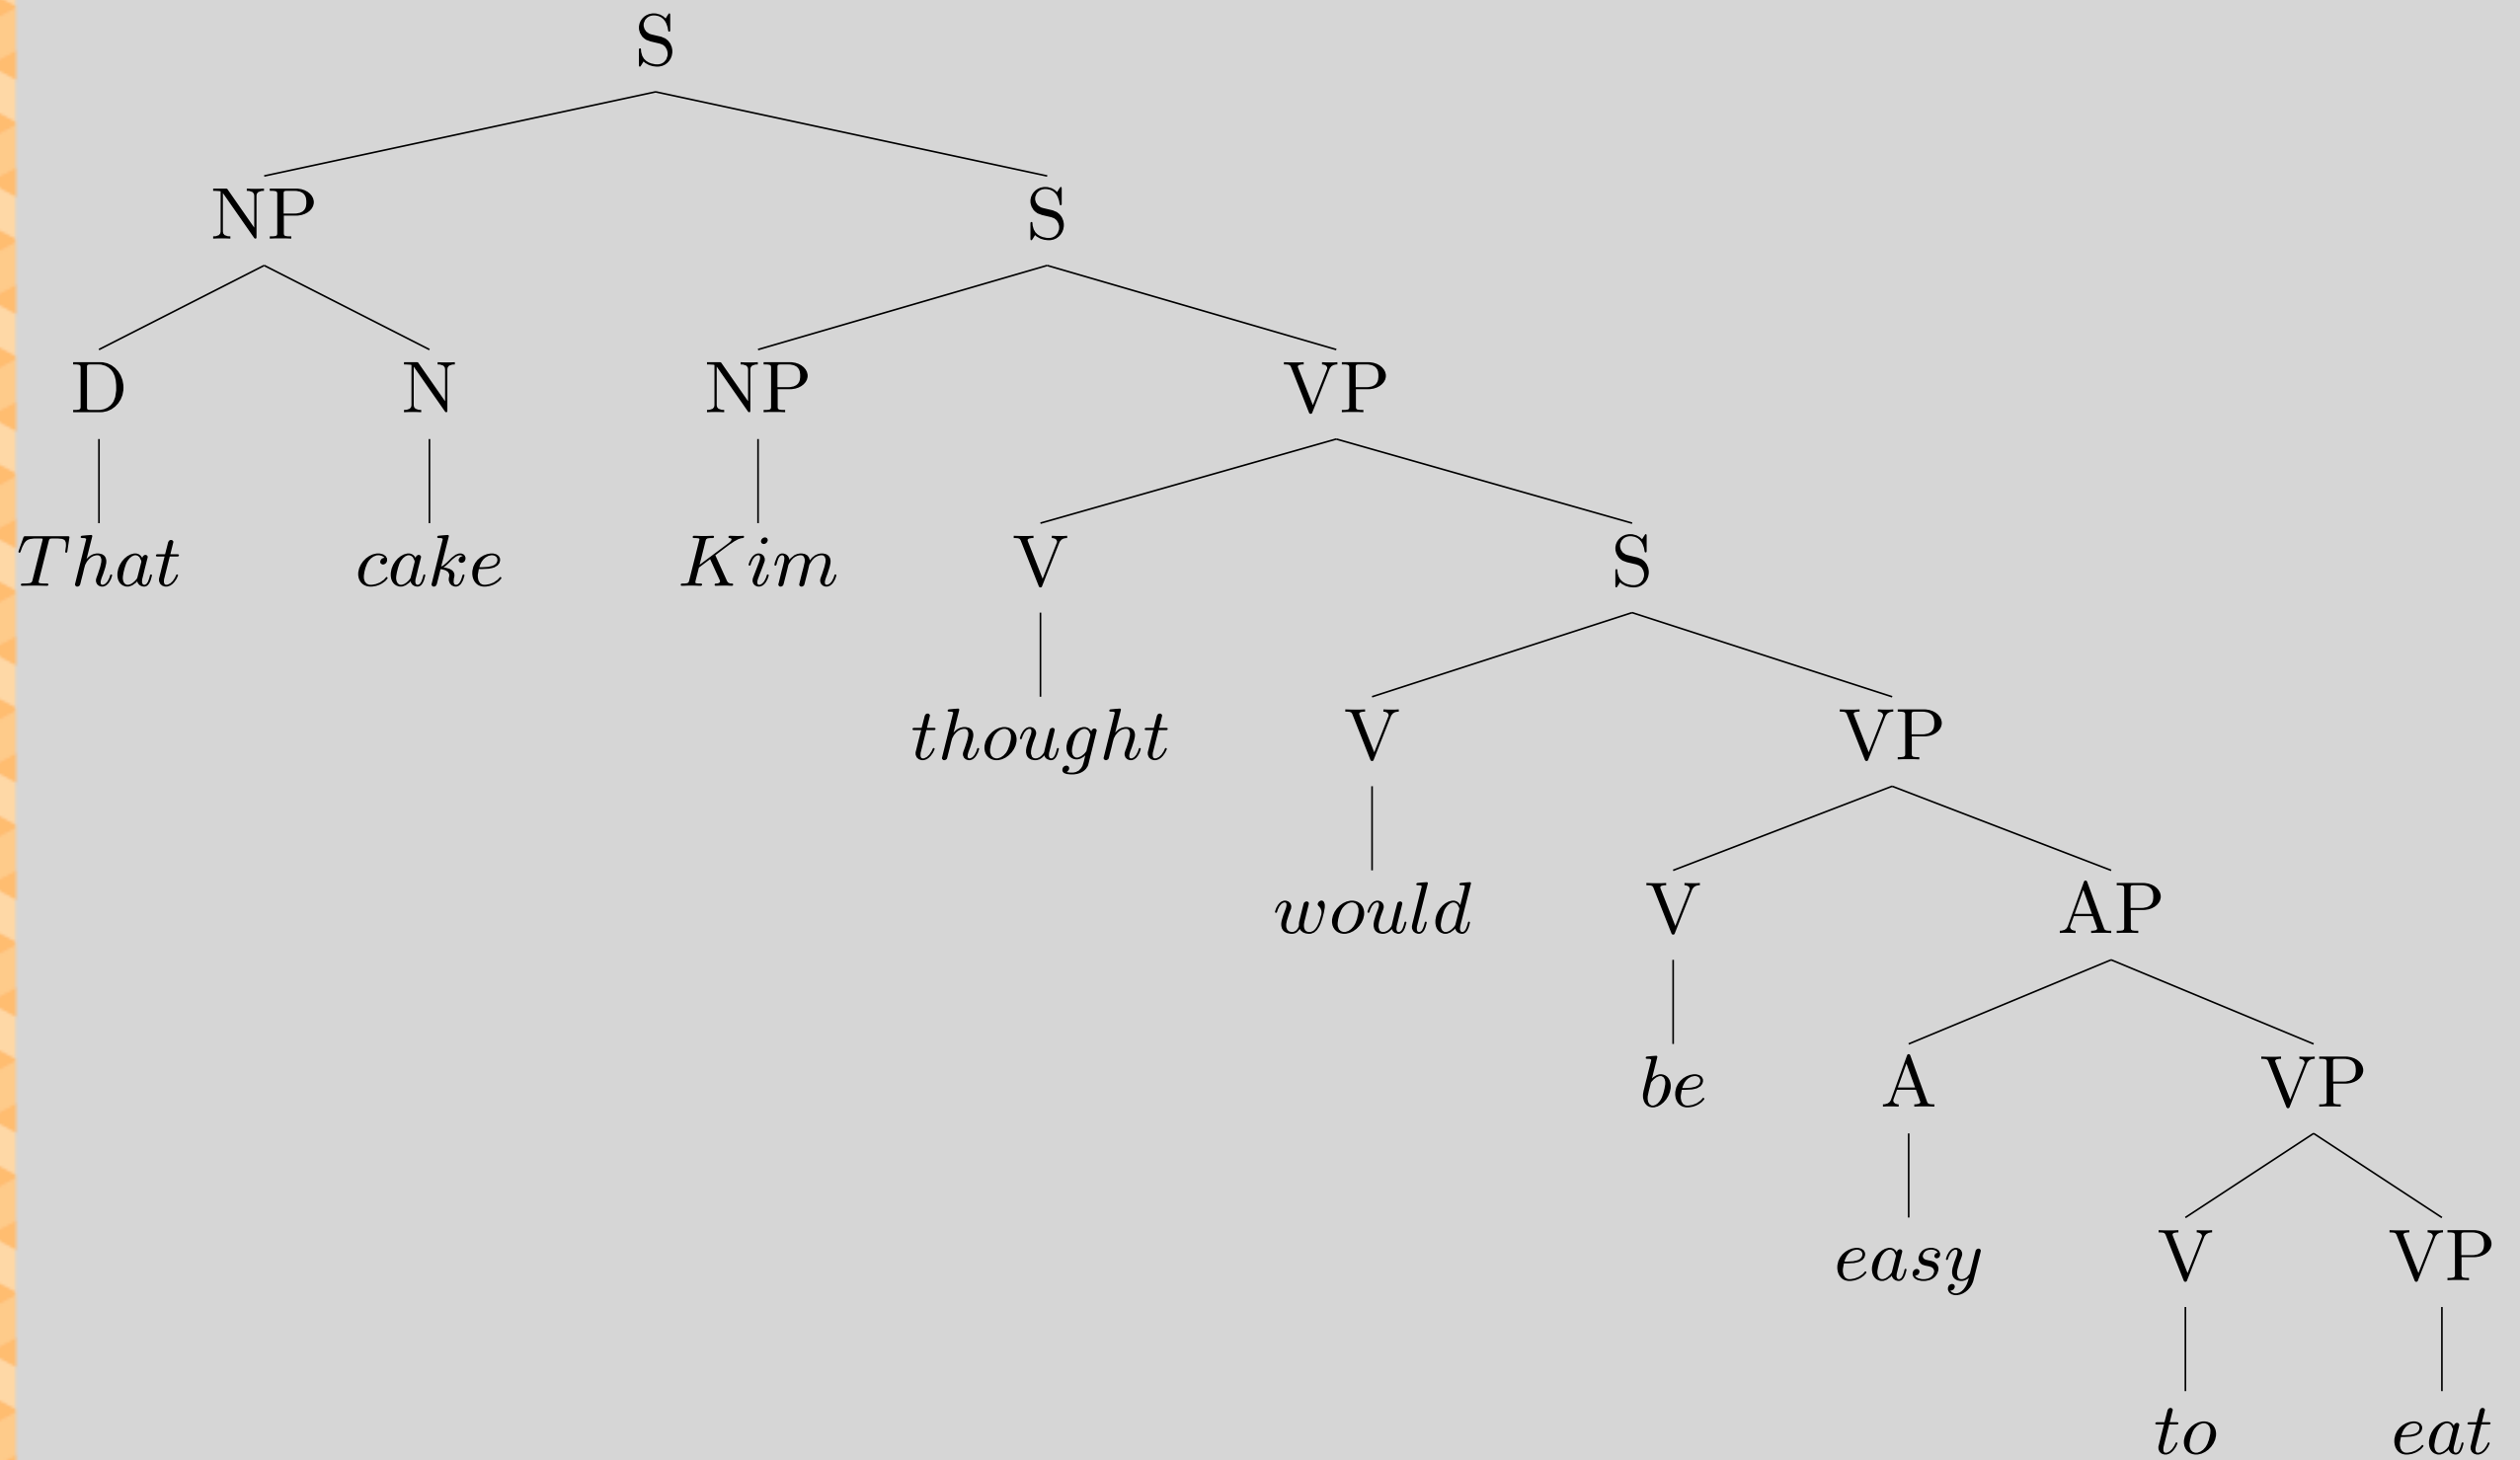 S
NP S
D N NP VP
That cake Kim V S
thought V VP
would V AP
be A VP
easy V VP
to eat